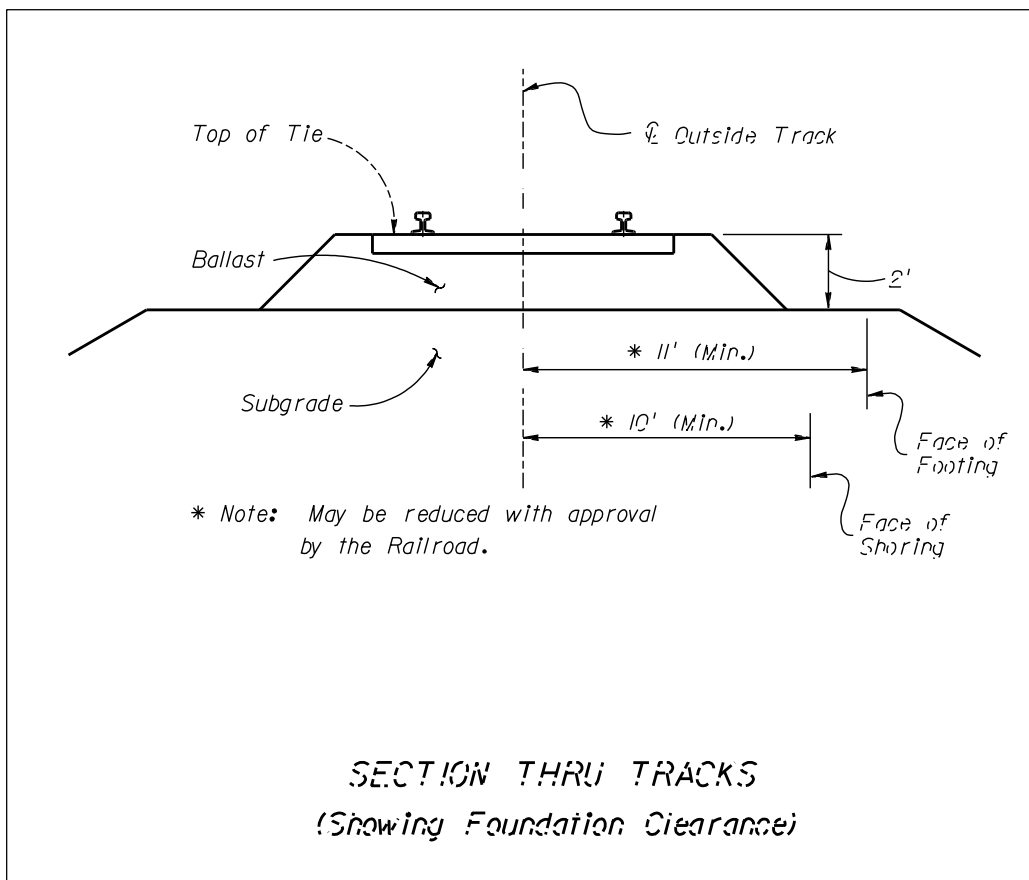 Top of Tie
℄ Outside Track
Ballast
2'
* 11' (Min.)
Subgrade
* 10' (Min.)
Face of
Footing
* Note: May be reduced with approval
by the Railroad.
Face of
Shoring
SECTION THRU TRACKS
(Showing Foundation Clearance)